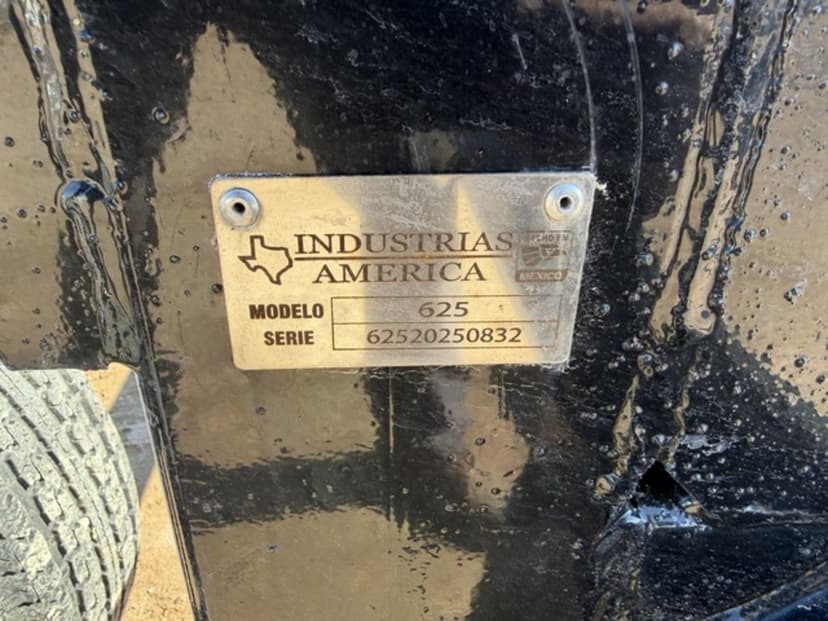 INDUSTRIAS
AMERICA
HECHO EN
MEXICO
MODELO 625
SERIE 62520250832